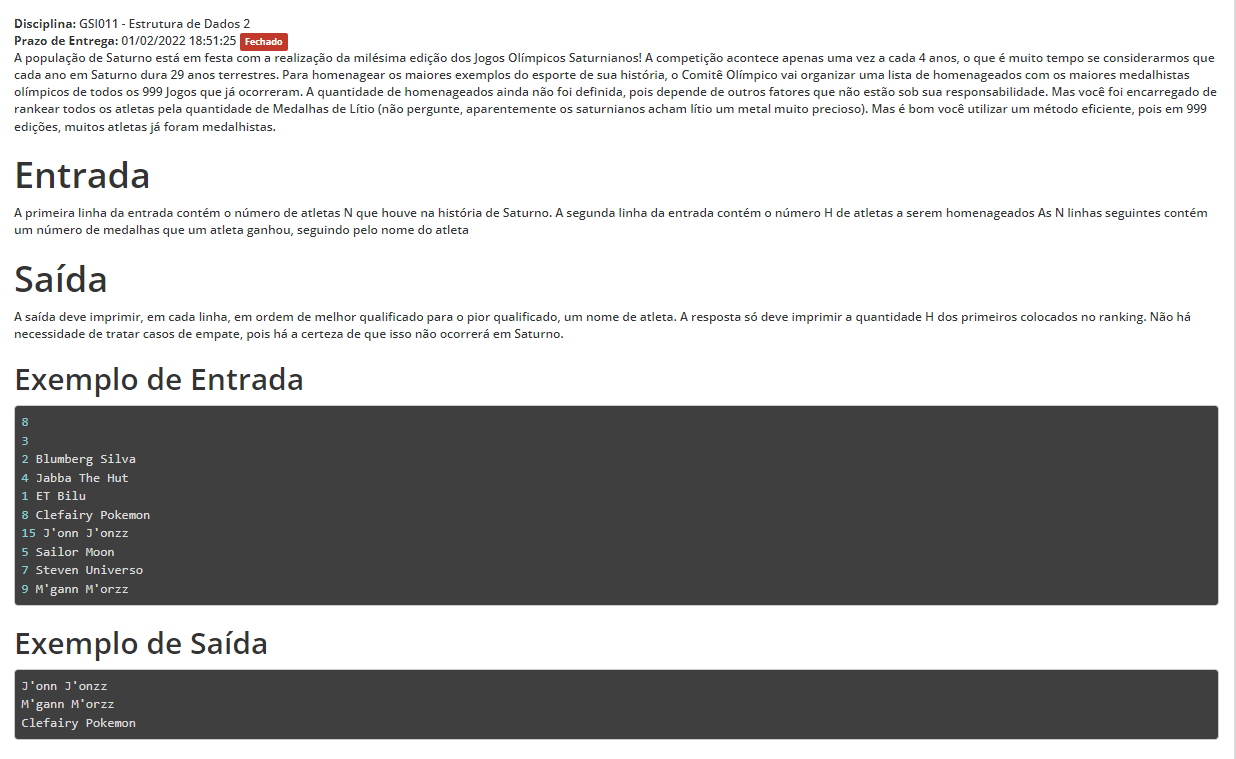 Disciplina: GSI011 - Estrutura de Dados 2
Prazo de Entrega: 01/02/2022 18:51:25 Fechado
A população de Saturno está em festa com a realização da milésima edição dos Jogos Olímpicos Saturnianos! A competição acontece apenas uma vez a cada 4 anos, o que é muito tempo se considerarmos que
cada ano em Saturno dura 29 anos terrestres. Para homenagear os maiores exemplos do esporte de sua história, o Comitê Olímpico vai organizar uma lista de homenageados com os maiores medalhistas
olímpicos de todos os 999 Jogos que já ocorreram. A quantidade de homenageados ainda não foi definida, pois depende de outros fatores que não estão sob sua responsabilidade. Mas você foi encarregado de
rankear todos os atletas pela quantidade de Medalhas de Lítio (não pergunte, aparentemente os saturnianos acham lítio um metal muito precioso). Mas é bom você utilizar um método eficiente, pois em 999
edições, muitos atletas já foram medalhistas.
Entrada
A primeira linha da entrada contém o número de atletas N que houve na história de Saturno. A segunda linha da entrada contém o número H de atletas a serem homenageados As N linhas seguintes contém
um número de medalhas que um atleta ganhou, seguindo pelo nome do atleta
Saída
A saída deve imprimir, em cada linha, em ordem de melhor qualificado para o pior qualificado, um nome de atleta. A resposta só deve imprimir a quantidade H dos primeiros colocados no ranking. Não há
necessidade de tratar casos de empate, pois há a certeza de que isso não ocorrerá em Saturno.
Exemplo de Entrada
8
3
2 Blumberg Silva
4 Jabba The Hut
1 ET Bilu
8 Clefairy Pokemon
15 J'onn J'onzz
5 Sailor Moon
7 Steven Universo
9 M'gann M'orzz
Exemplo de Saída
J'onn J'onzz
M'gann M'orzz
Clefairy Pokemon